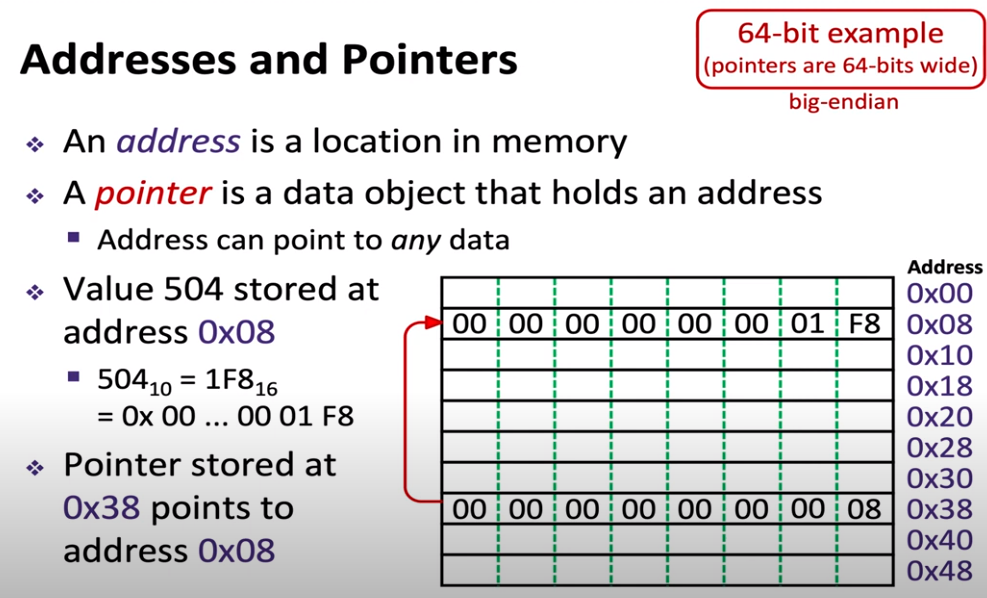 Addresses and Pointers
64-bit example
(pointers are 64-bits wide)
big-endian
❖ An address is a location in memory
❖ A pointer is a data object that holds an address
▪ Address can point to any data
❖ Value 504 stored at
address 0x08
▪ 504₁₀ = 1F8₁₆
= 0x 00 ... 00 01 F8
❖ Pointer stored at
0x38 points to
address 0x08
Address
0x00
00 00 00 00 00 00 01 F8 0x08
0x10
0x18
0x20
0x28
0x30
00 00 00 00 00 00 00 08 0x38
0x40
0x48